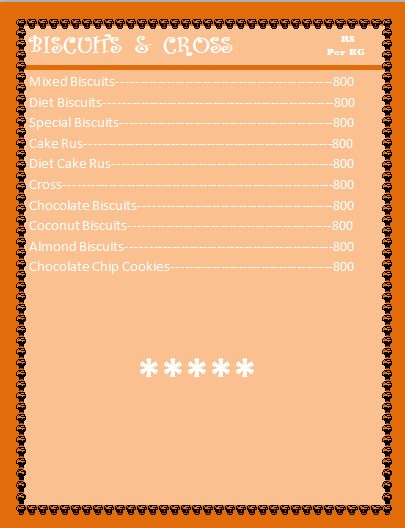 BISCUITS & CROSS
RS
Per KG
Mixed Biscuits--------------------------------------------------800
Diet Biscuits-----------------------------------------------------800
Special Biscuits-------------------------------------------------800
Cake Rus---------------------------------------------------------800
Diet Cake Rus---------------------------------------------------800
Cross--------------------------------------------------------------800
Chocolate Biscuits---------------------------------------------800
Coconut Biscuits-----------------------------------------------800
Almond Biscuits------------------------------------------------800
Chocolate Chip Cookies-------------------------------------800
*****